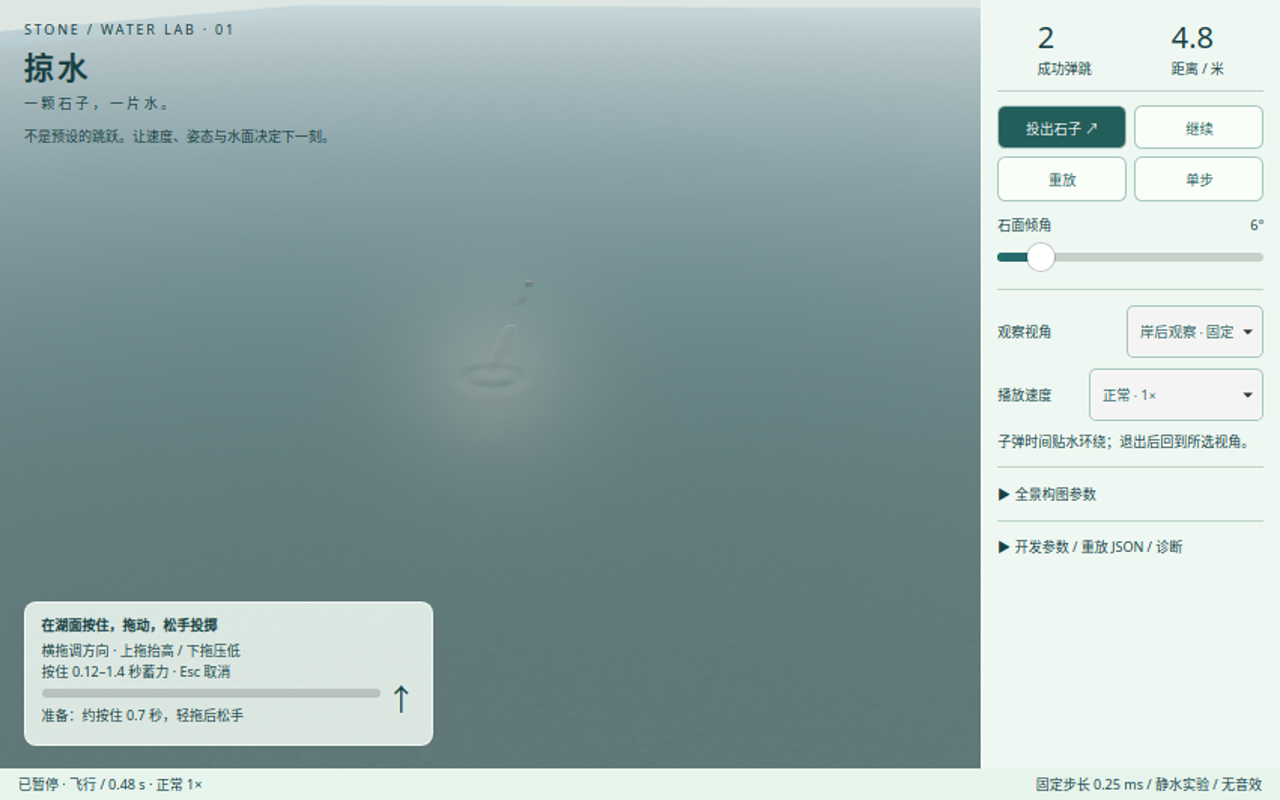 STONE / WATER LAB · 01
掠水
一颗石子，一片水。
不是预设的跳跃。让速度、姿态与水面决定下一刻。
在湖面按住，拖动，松手投掷
横拖调方向 · 上拖抬高 / 下拖压低
按住 0.12–1.4 秒蓄力 · Esc 取消
↑
准备：约按住 0.7 秒，轻拖后松手
2
成功弹跳
4.8
距离 / 米
投出石子 ↗
继续
重放
单步
石面倾角
6°
观察视角
岸后观察 · 固定
播放速度
正常 · 1×
子弹时间贴水环绕；退出后回到所选视角。
▶ 全景构图参数
▶ 开发参数 / 重放 JSON / 诊断
已暂停 · 飞行 / 0.48 s · 正常 1×
固定步长 0.25 ms / 静水实验 / 无音效